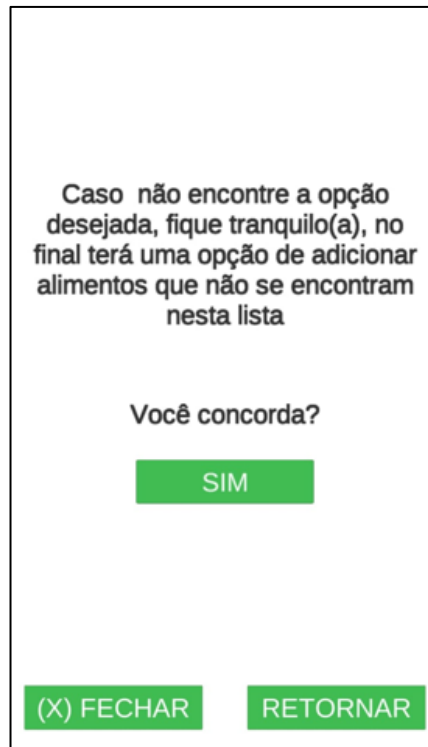 Caso  não encontre a opção
desejada, fique tranquilo(a), no
final terá uma opção de adicionar
alimentos que não se encontram
nesta lista
Você concorda?
SIM
(X) FECHAR
RETORNAR